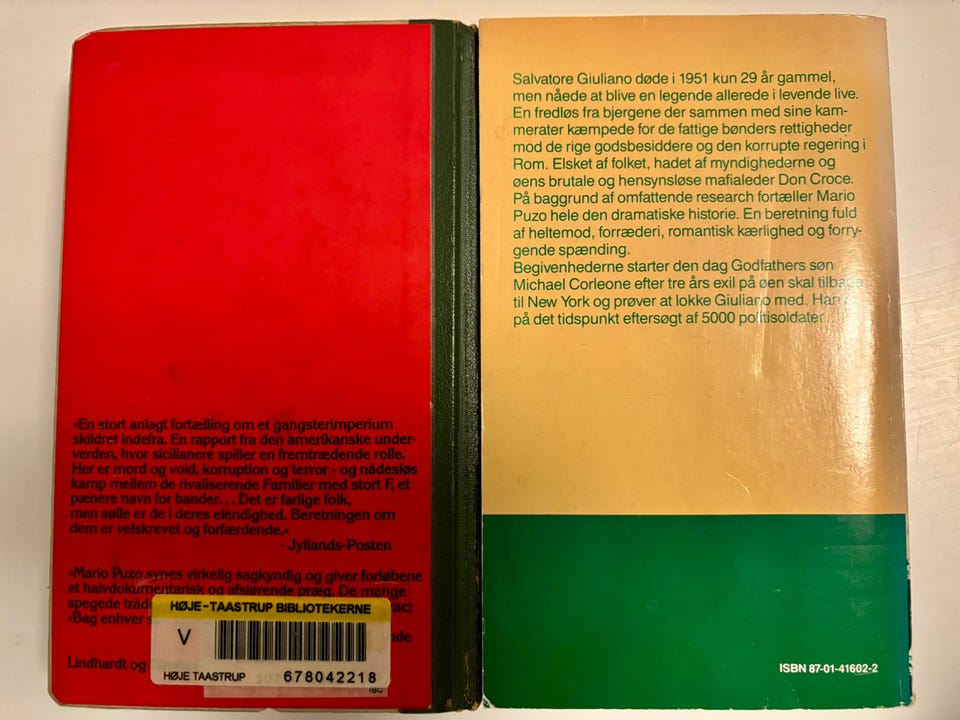 »En stort anlagt fortælling om et gangsterimperium
skildret indefra. En rapport fra den amerikanske under-
verden, hvor sicilianere spiller en fremtrædende rolle.
Her er mord og vold, korruption og terror - og nådesløs
kamp mellem de rivaliserende Familier med stort F, et
pænere navn for bander... Det er farlige folk,
men sølle er de i deres elendighed. Beretningen om
dem er velskrevet og forfærdende.«
- Jyllands-Posten
»Mario Puzo synes virkelig sagkyndig og giver forløbene
et halvdokumentarisk og afslørende præg. De mange
spegede
»Bag enhver
Lindhardt og
HØJE-TAASTRUP BIBLIOTEKERNE
V
HØJE TAASTRUP 678042218
Salvatore Giuliano døde i 1951 kun 29 år gammel,
men nåede at blive en legende allerede i levende live.
En fredløs fra bjergene der sammen med sine kam-
merater kæmpede for de fattige bønders rettigheder
mod de rige godsbesiddere og den korrupte regering i
Rom. Elsket af folket, hadet af myndighederne og
øens brutale og hensynsløse mafialeder Don Croce.
På baggrund af omfattende research fortæller Mario
Puzo hele den dramatiske historie. En beretning fuld
af heltemod, forræderi, romantisk kærlighed og forry-
gende spænding.
Begivenhederne starter den dag Godfathers søn
Michael Corleone efter tre års exil på øen skal tilbage
til New York og prøver at lokke Giuliano med. Han
på det tidspunkt eftersøgt af 5000 politisoldater.
ISBN 87-01-41602-2